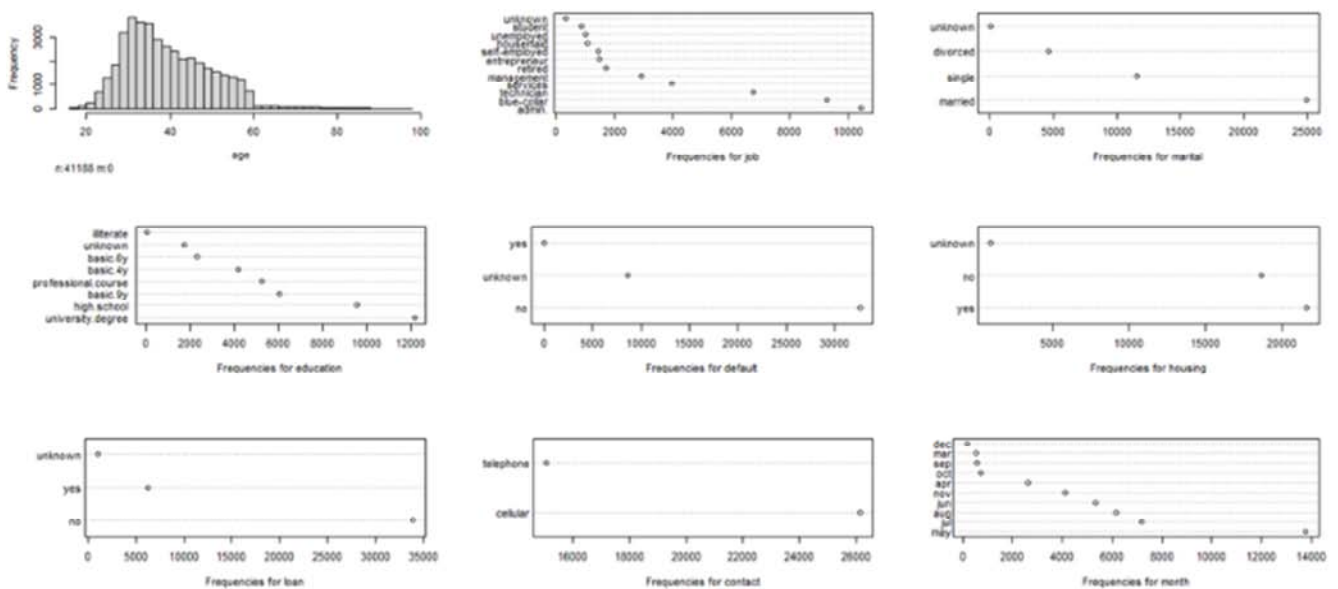 Frequency
0 1000 3000
20 40 60 80 100
age
n:41188 m:0
unknown
student
unemployed
housemaid
self-employed
entrepreneur
retired
management
services
technician
blue-collar
admin.
0 2000 4000 6000 8000 10000
Frequencies for job
unknown
divorced
single
married
0 5000 10000 15000 20000 25000
Frequencies for marital
illiterate
unknown
basic.6y
basic.4y
professional.course
basic.9y
high.school
university.degree
0 2000 4000 6000 8000 10000 12000
Frequencies for education
yes
unknown
no
0 5000 10000 15000 20000 25000 30000
Frequencies for default
unknown
no
yes
5000 10000 15000 20000
Frequencies for housing
unknown
yes
no
0 5000 10000 15000 20000 25000 30000 35000
Frequencies for loan
telephone
cellular
16000 18000 20000 22000 24000 26000
Frequencies for contact
dec
mar
sep
oct
apr
nov
jun
aug
jul
may
0 2000 4000 6000 8000 10000 12000 14000
Frequencies for month